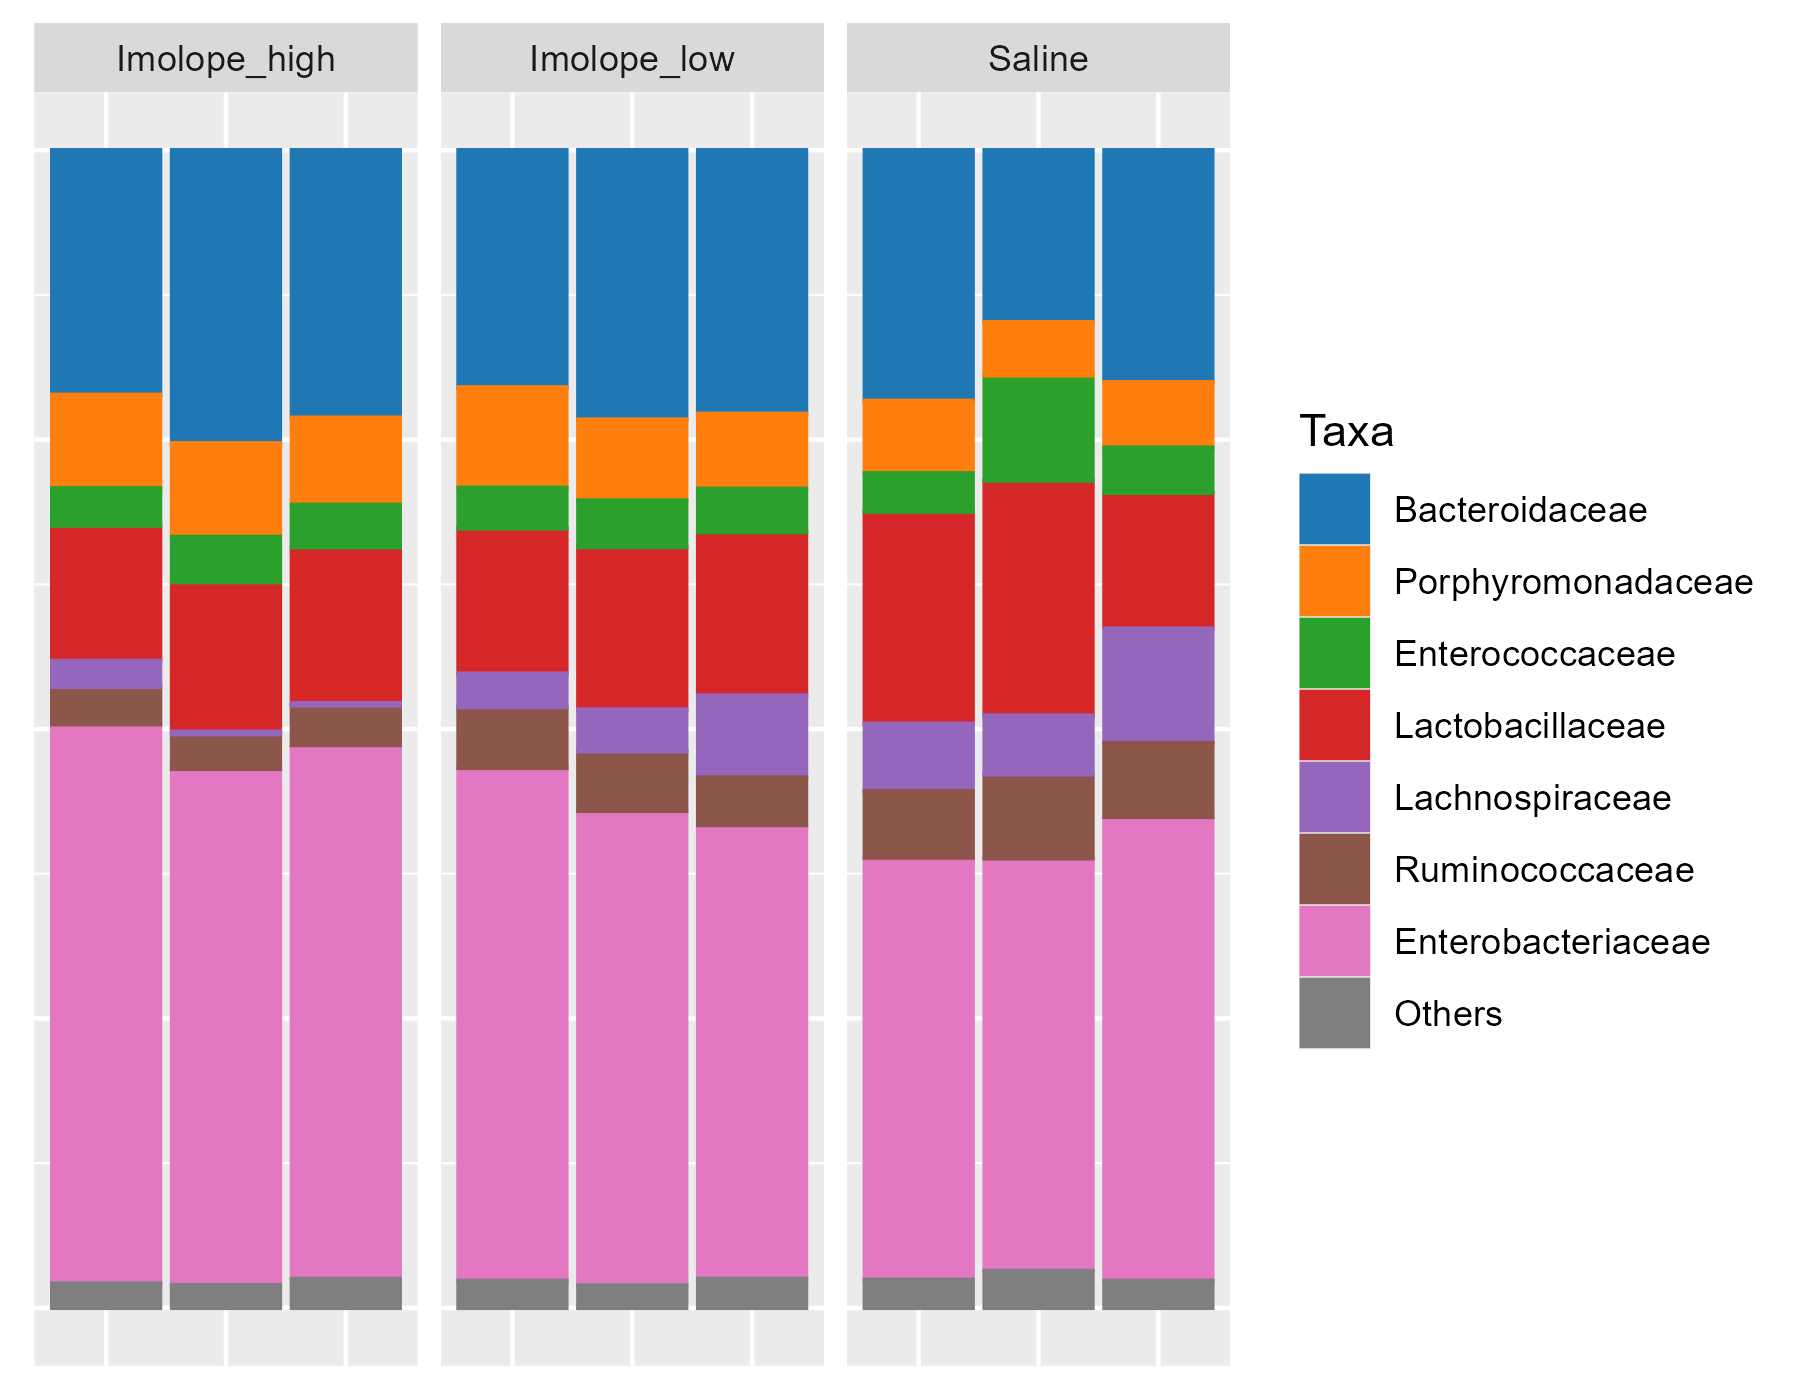 Imolope_high
Imolope_low
Saline
Taxa
Bacteroidaceae
Porphyromonadaceae
Enterococcaceae
Lactobacillaceae
Lachnospiraceae
Ruminococcaceae
Enterobacteriaceae
Others